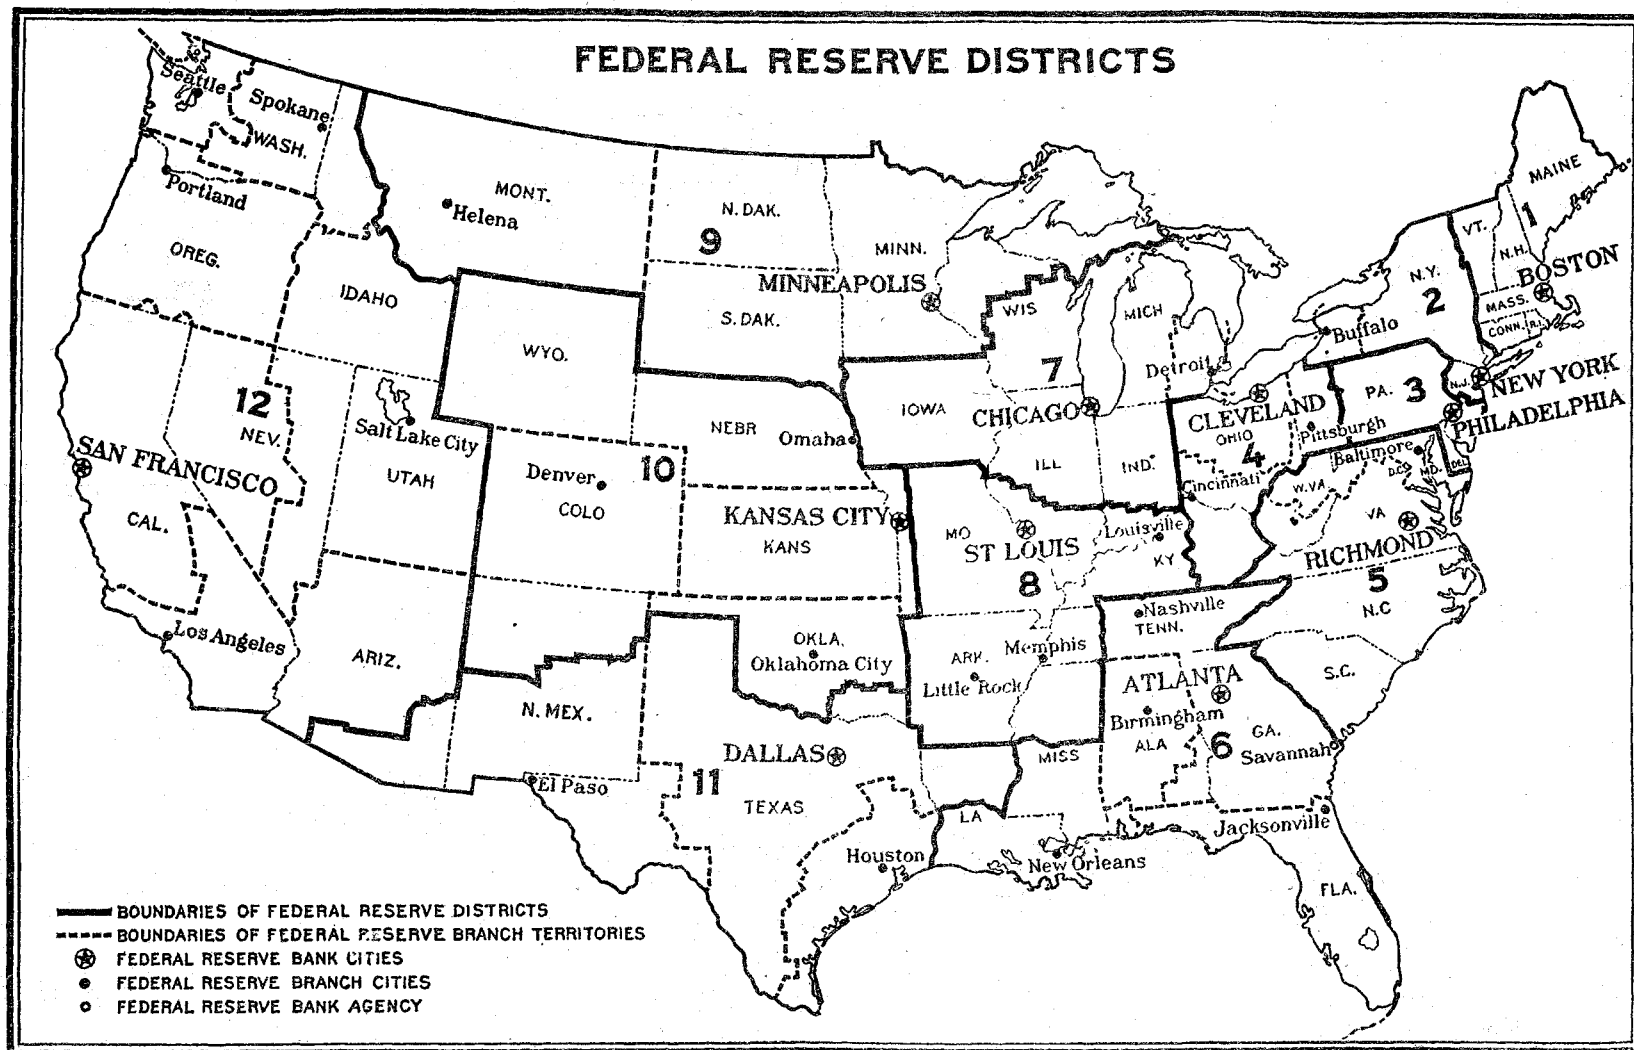 FEDERAL RESERVE DISTRICTS
Seattle
Spokane
WASH.
Portland
OREG.
MONT.
Helena
IDAHO
N. DAK.
9
S. DAK.
MINN.
MINNEAPOLIS
WIS
MICH
Detroit
7
IOWA
CHICAGO
ILL
IND.
MAINE
VT.
1
N.H.
BOSTON
MASS.
CONN.
R.I.
N.Y.
2
Buffalo
NEW YORK
N.J.
PA.
3
PHILADELPHIA
CLEVELAND
OHIO
4
Pittsburgh
Cincinnati
Baltimore
D.C.
MD.
DEL.
W.VA.
VA
RICHMOND
5
N.C
S.C.
WYO.
NEBR
Omaha
12
NEV.
SAN FRANCISCO
CAL.
Los Angeles
Salt Lake City
UTAH
ARIZ.
Denver
10
COLO
KANSAS CITY
KANS
MO
ST LOUIS
8
Louisville
KY
Nashville
TENN.
Memphis
ARK.
Little Rock
OKLA.
Oklahoma City
N. MEX.
El Paso
DALLAS
11
TEXAS
Houston
LA
New Orleans
MISS
ATLANTA
Birmingham
ALA
6
GA.
Savannah
Jacksonville
FLA.
BOUNDARIES OF FEDERAL RESERVE DISTRICTS
BOUNDARIES OF FEDERAL RESERVE BRANCH TERRITORIES
FEDERAL RESERVE BANK CITIES
FEDERAL RESERVE BRANCH CITIES
FEDERAL RESERVE BANK AGENCY